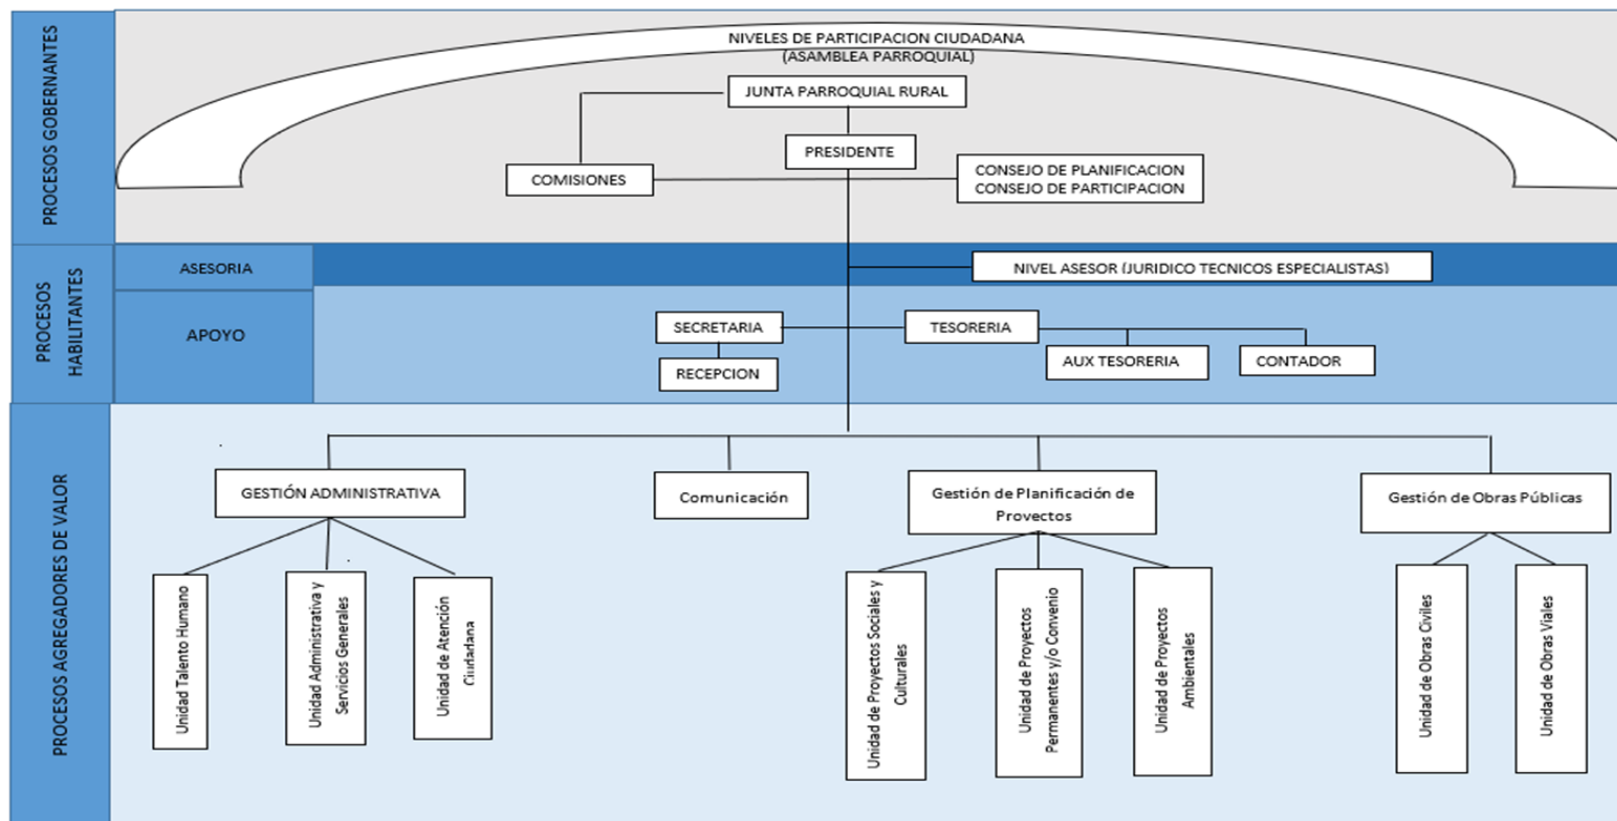 PROCESOS GOBERNANTES
NIVELES DE PARTICIPACION CIUDADANA
(ASAMBLEA PARROQUIAL)
JUNTA PARROQUIAL RURAL
PRESIDENTE
COMISIONES
CONSEJO DE PLANIFICACION
CONSEJO DE PARTICIPACION
PROCESOS
HABILITANTES
ASESORIA
NIVEL ASESOR (JURIDICO TECNICOS ESPECIALISTAS)
APOYO
SECRETARIA
TESORERIA
RECEPCION
AUX TESORERIA
CONTADOR
PROCESOS AGREGADORES DE VALOR
GESTIÓN ADMINISTRATIVA
Comunicación
Gestión de Planificación de
Proyectos
Gestión de Obras Públicas
Unidad Talento Humano
Unidad Administrativa y
Servicios Generales
Unidad de Atención
Ciudadana
Unidad de Proyectos Sociales y
Culturales
Unidad de Proyectos
Permanentes y/o Convenio
Unidad de Proyectos
Ambientales
Unidad de Obras Civiles
Unidad de Obras Viales